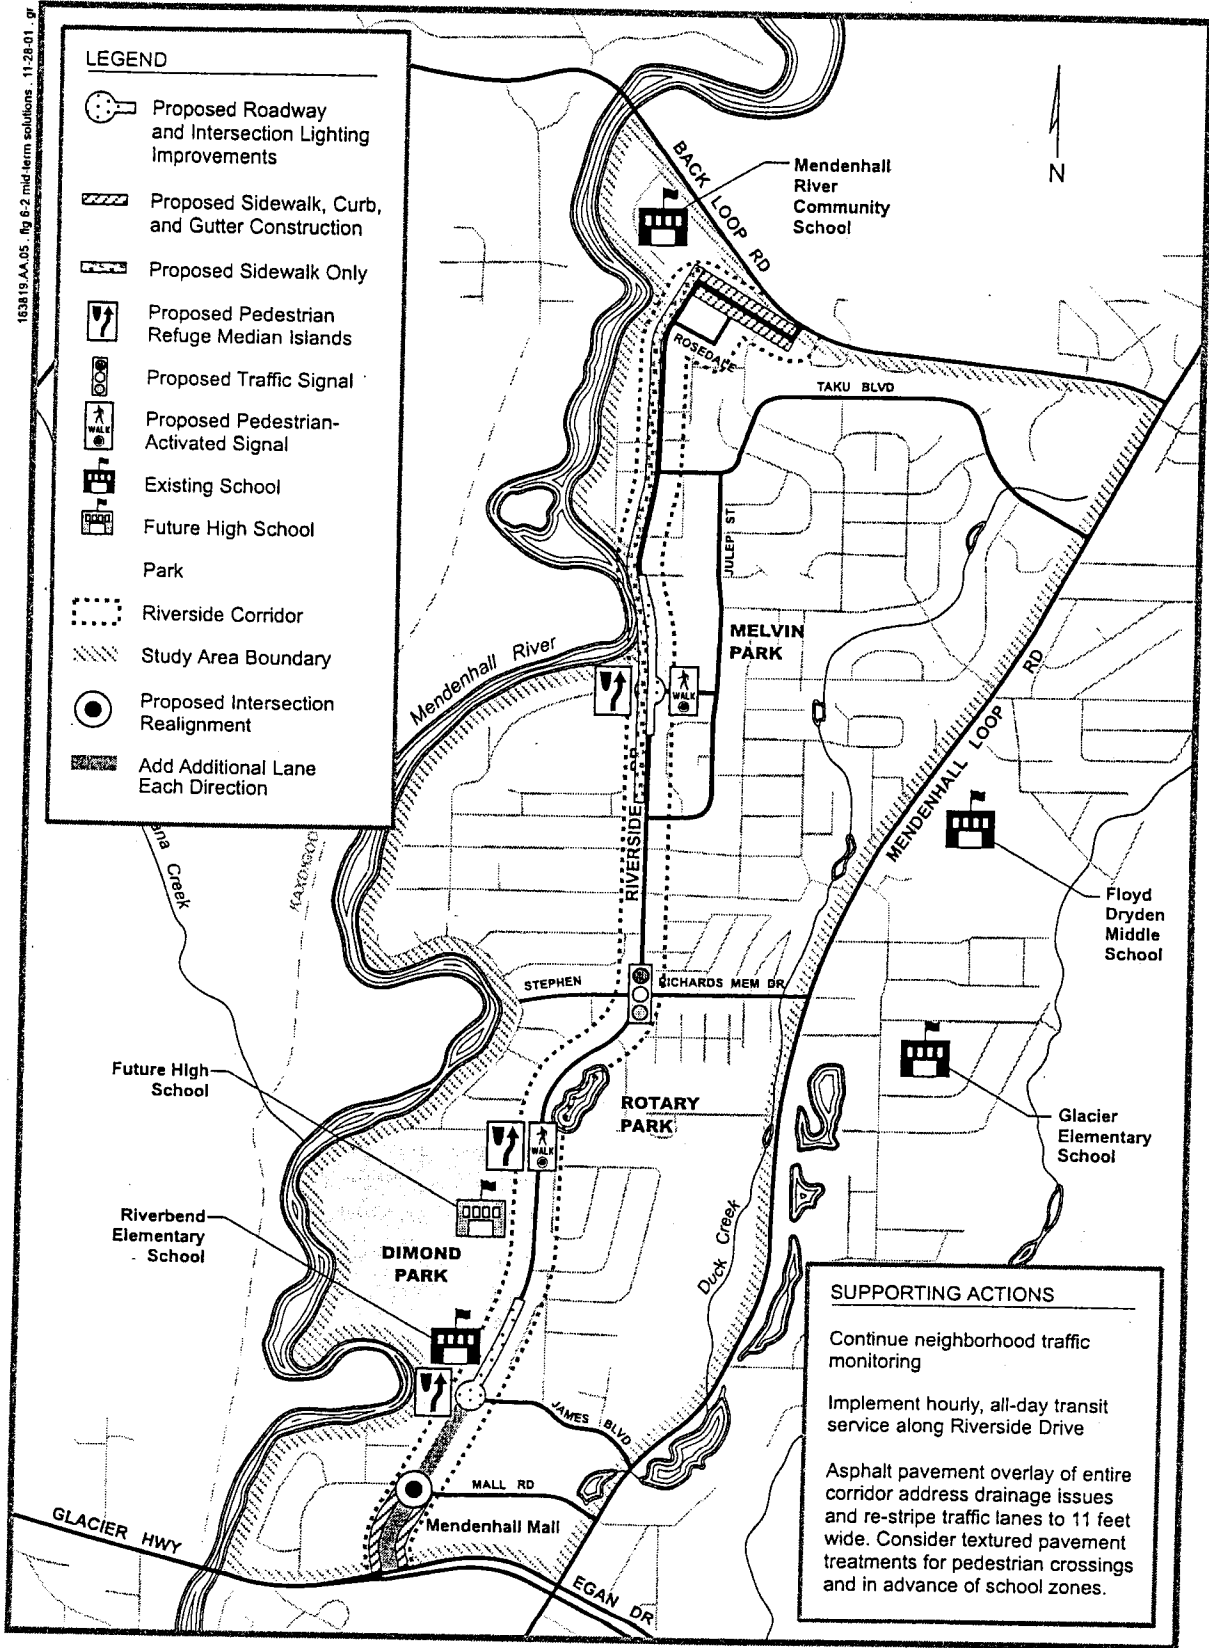 163819.AA.05 . fig 6-2 mid-term solutions . 11-28-01 . gr
LEGEND
Proposed Roadway
and Intersection Lighting
Improvements
Proposed Sidewalk, Curb,
and Gutter Construction
Proposed Sidewalk Only
Proposed Pedestrian
Refuge Median Islands
Proposed Traffic Signal
WALK
Proposed Pedestrian-
Activated Signal
Existing School
Future High School
Park
Riverside Corridor
Study Area Boundary
Proposed Intersection
Realignment
Add Additional Lane
Each Direction
N
BACK LOOP RD
Mendenhall
River
Community
School
ROSEDALE
TAKU BLVD
JULEP ST
MELVIN
PARK
Mendenhall River
WALK
MENDENHALL LOOP RD
RIVERSIDE
Creek
Floyd
Dryden
Middle
School
STEPHEN
RICHARDS MEM DR
Future High
School
ROTARY
PARK
WALK
Glacier
Elementary
School
Riverbend
Elementary
School
DIMOND
PARK
Duck Creek
JAMES BLVD
MALL RD
Mendenhall Mall
GLACIER HWY
EGAN DR
SUPPORTING ACTIONS
Continue neighborhood traffic
monitoring
Implement hourly, all-day transit
service along Riverside Drive
Asphalt pavement overlay of entire
corridor address drainage issues
and re-stripe traffic lanes to 11 feet
wide. Consider textured pavement
treatments for pedestrian crossings
and in advance of school zones.